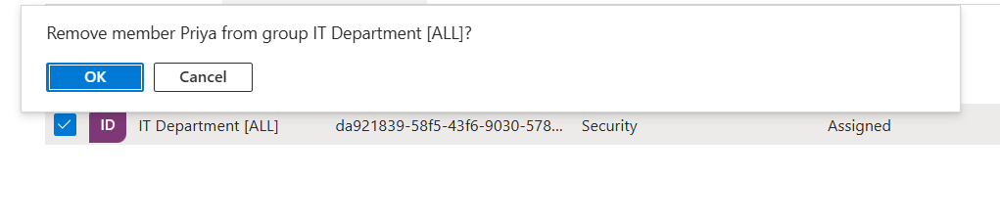 Remove member Priya from group IT Department [ALL]?
OK Cancel
ID IT Department [ALL] da921839-58f5-43f6-9030-578... Security Assigned